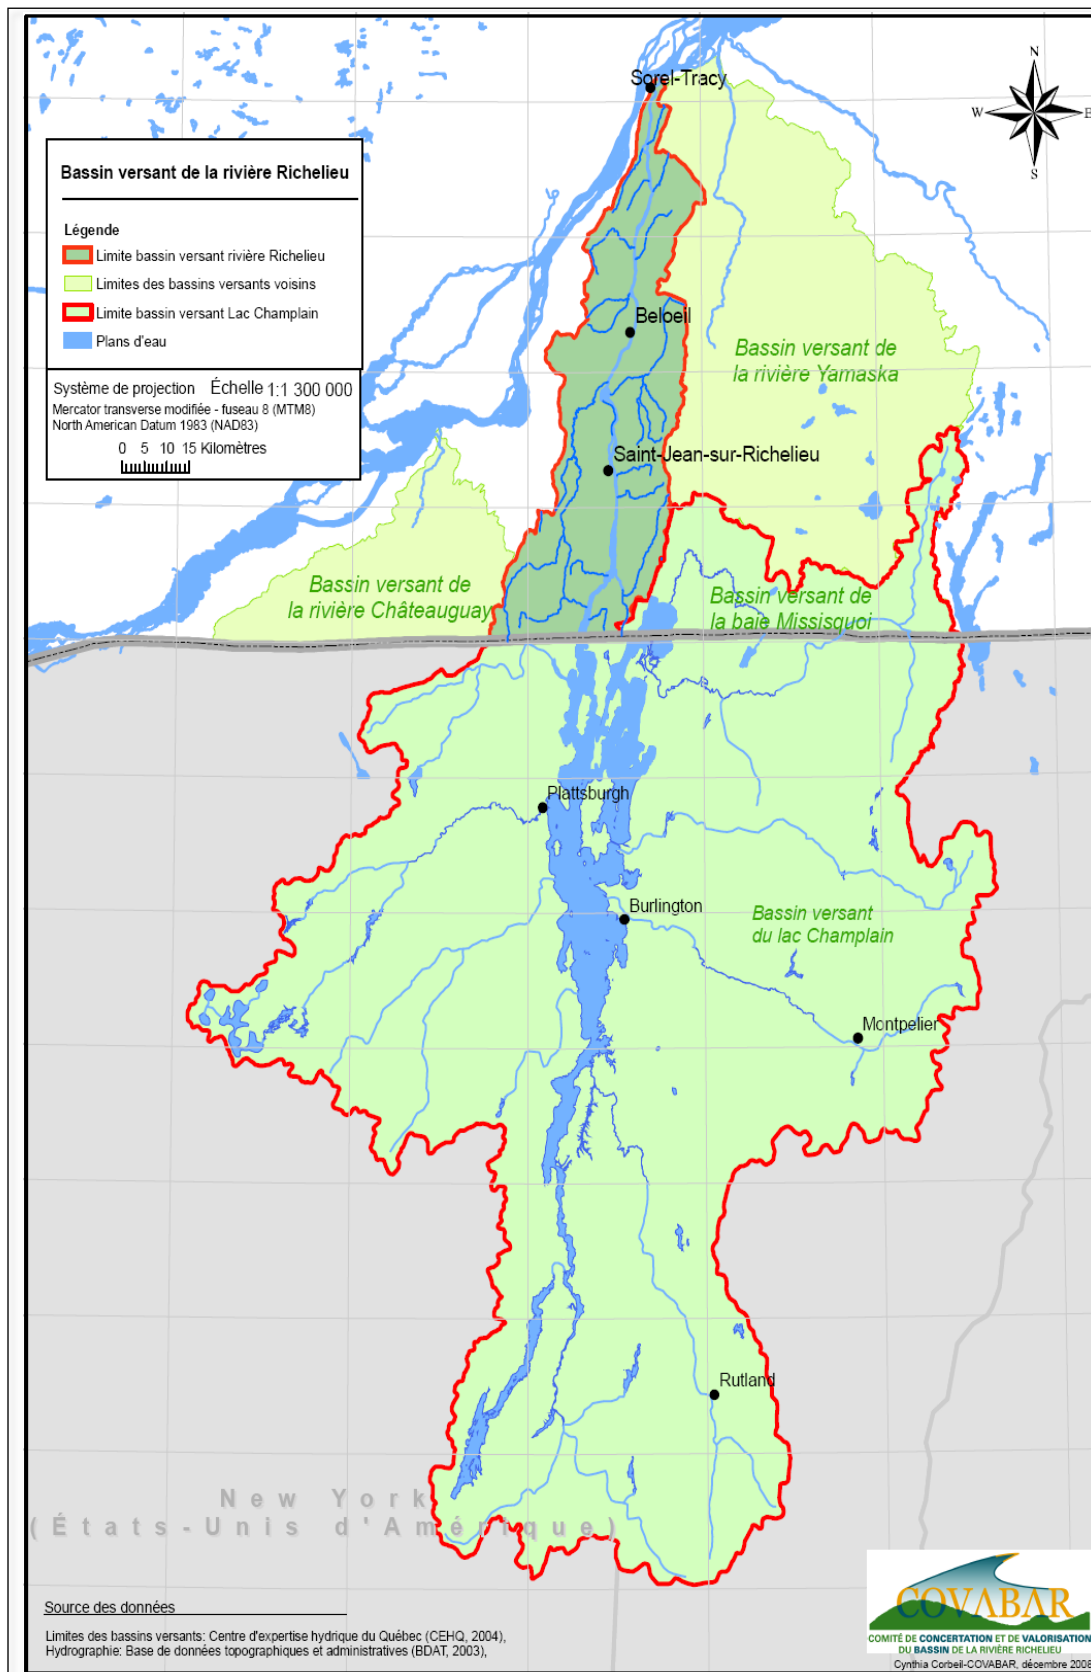 Sorel-Tracy
N
W
E
S
Bassin versant de la rivière Richelieu
Légende
Limite bassin versant rivière Richelieu
Limites des bassins versants voisins
Limite bassin versant Lac Champlain
Plans d'eau
Système de projection Échelle 1:1 300 000
Mercator transverse modifiée - fuseau 8 (MTM8)
North American Datum 1983 (NAD83)
0 5 10 15 Kilomètres
Beloeil
Bassin versant de
la rivière Yamaska
Saint-Jean-sur-Richelieu
Bassin versant de
la rivière Châteauguay
Bassin versant de
la baie Missisquoi
Plattsburgh
Burlington
Bassin versant
du lac Champlain
Montpelier
Rutland
New York
(États-Unis d'Amérique)
Source des données
Limites des bassins versants: Centre d'expertise hydrique du Québec (CEHQ, 2004),
Hydrographie: Base de données topographiques et administratives (BDAT, 2003),
COVABAR
COMITÉ DE CONCERTATION ET DE VALORISATION
DU BASSIN DE LA RIVIÈRE RICHELIEU
Cynthia Corbeil-COVABAR, décembre 2008